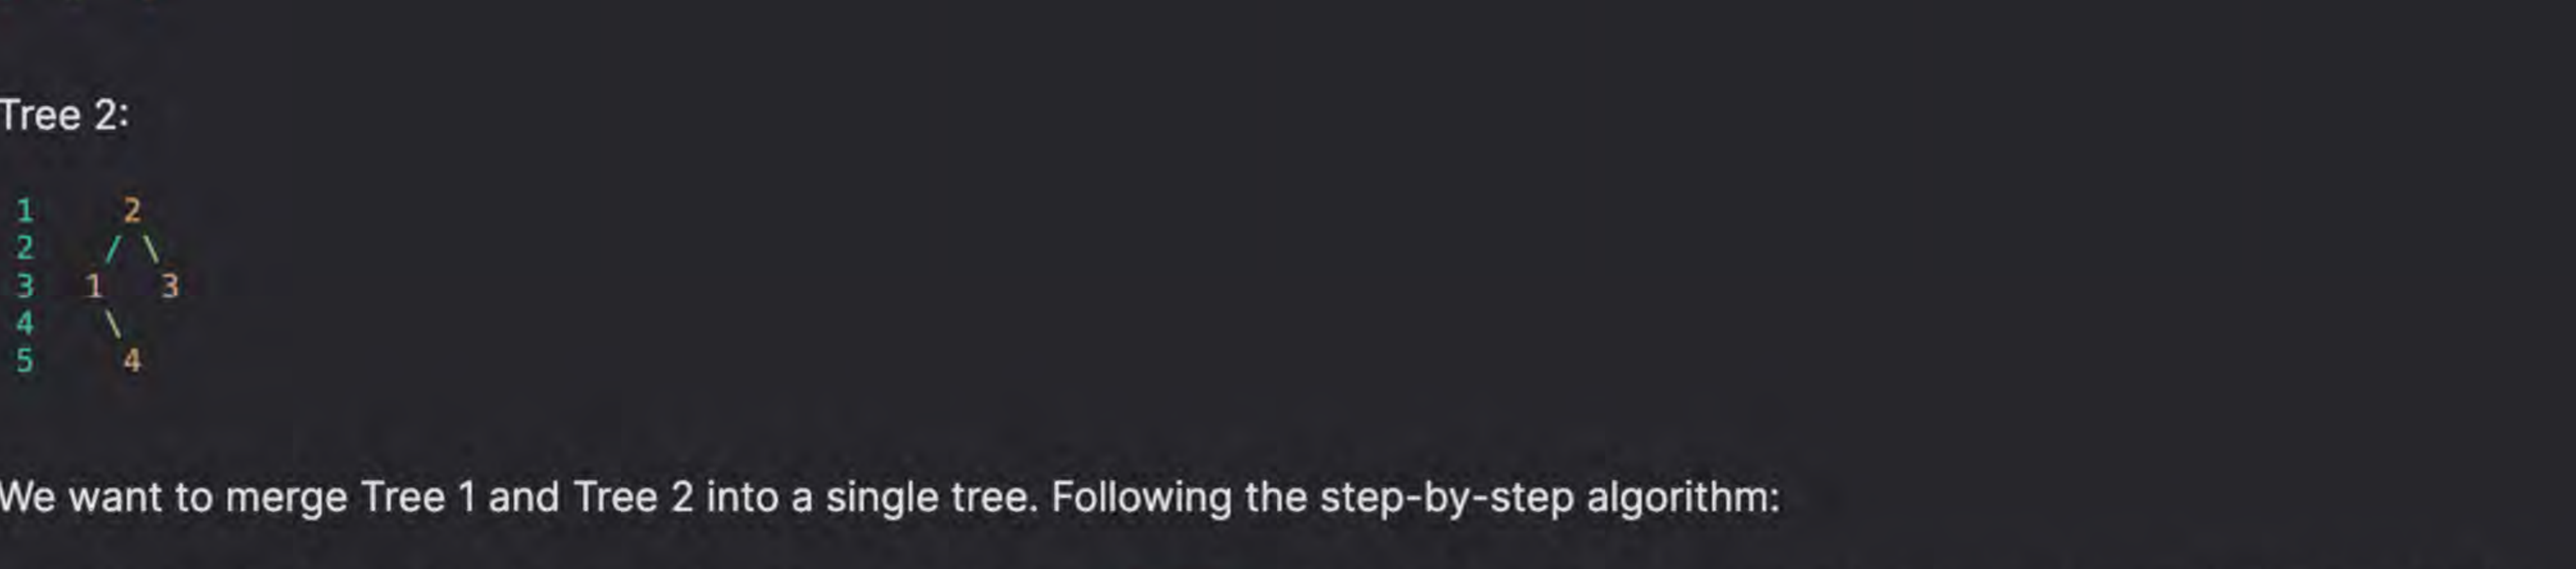 Tree 2:
1 2
2 / \
3 1 3
4 \
5 4
We want to merge Tree 1 and Tree 2 into a single tree. Following the step-by-step algorithm: